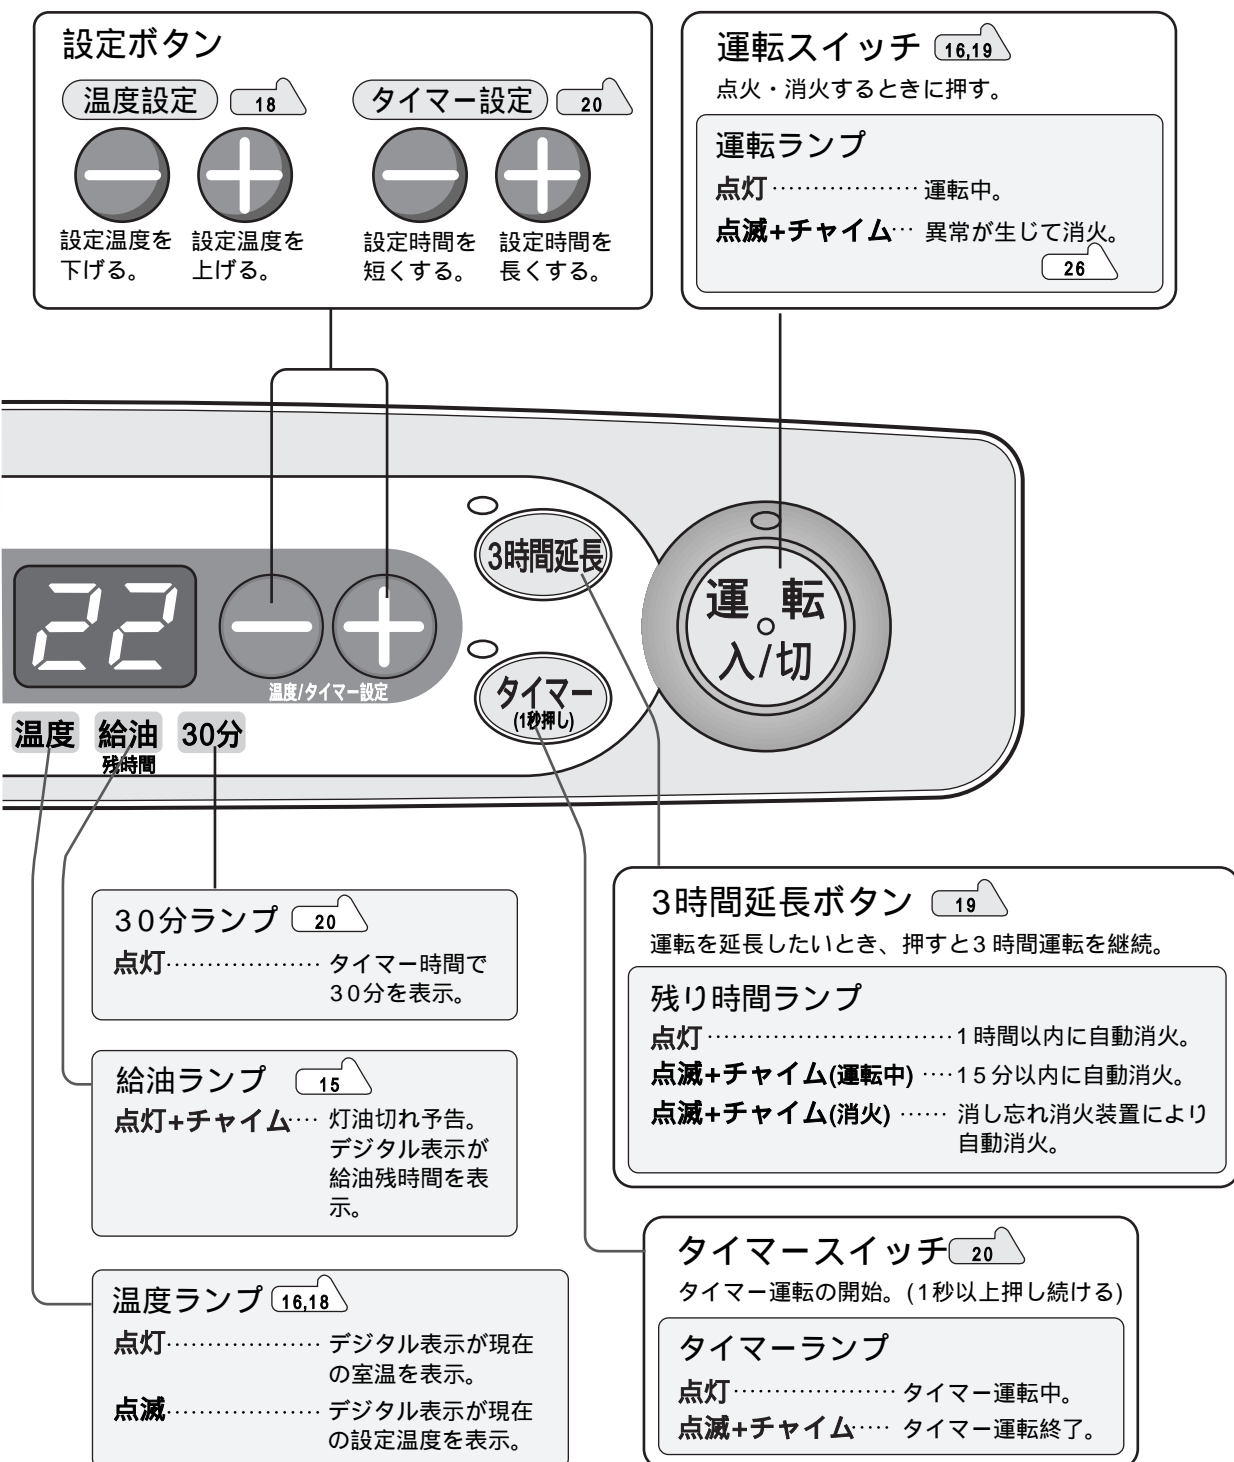 設定ボタン
温度設定 18
タイマー設定 20
設定温度を
下げる。
設定温度を
上げる。
設定時間を
短くする。
設定時間を
長くする。
運転スイッチ 16,19
点火・消火するときに押す。
運転ランプ
点灯 ················· 運転中。
点滅+チャイム ··· 異常が生じて消火。
26
3時間延長
運 転
入/切
22
温度/タイマー設定
タイマー
(1秒押し)
温度 給油 30分
残時間
30分ランプ 20
点灯 ··················· タイマー時間で
30分を表示。
給油ランプ 15
点灯+チャイム ···· 灯油切れ予告。
デジタル表示が
給油残時間を表
示。
温度ランプ 16,18
点灯 ··················· デジタル表示が現在
の室温を表示。
点滅 ··················· デジタル表示が現在
の設定温度を表示。
3時間延長ボタン 19
運転を延長したいとき、押すと3時間運転を継続。
残り時間ランプ
点灯 ······························ 1時間以内に自動消火。
点滅+チャイム(運転中) ···· 15分以内に自動消火。
点滅+チャイム(消火) ······ 消し忘れ消火装置により
自動消火。
タイマースイッチ 20
タイマー運転の開始。(1秒以上押し続ける)
タイマーランプ
点灯 ···················· タイマー運転中。
点滅+チャイム ····· タイマー運転終了。